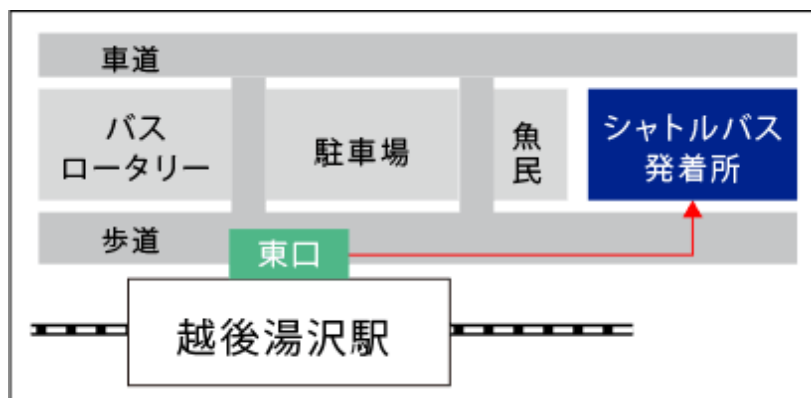 車道
バス
ロータリー
駐車場
魚
民
シャトルバス
発着所
歩道
東口
越後湯沢駅